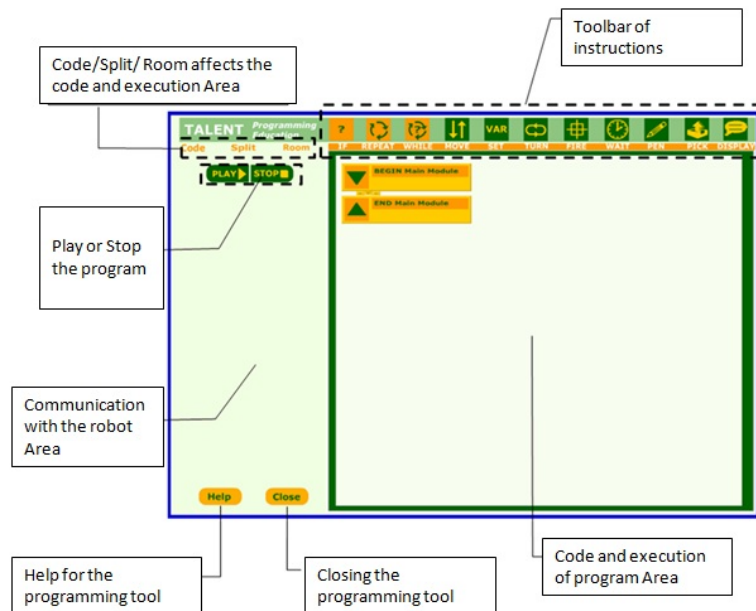 Toolbar of
instructions
Code/Split/ Room affects the
code and execution Area
TALENT Programming
Education
? VAR
IF REPEAT WHILE MOVE SET TURN FIRE WAIT PEN PICK DISPLAY
Code Split Room
PLAY STOP
BEGIN Main Module
END Main Module
Play or Stop
the program
Communication
with the robot
Area
Help Close
Help for the
programming tool
Closing the
programming tool
Code and execution
of program Area